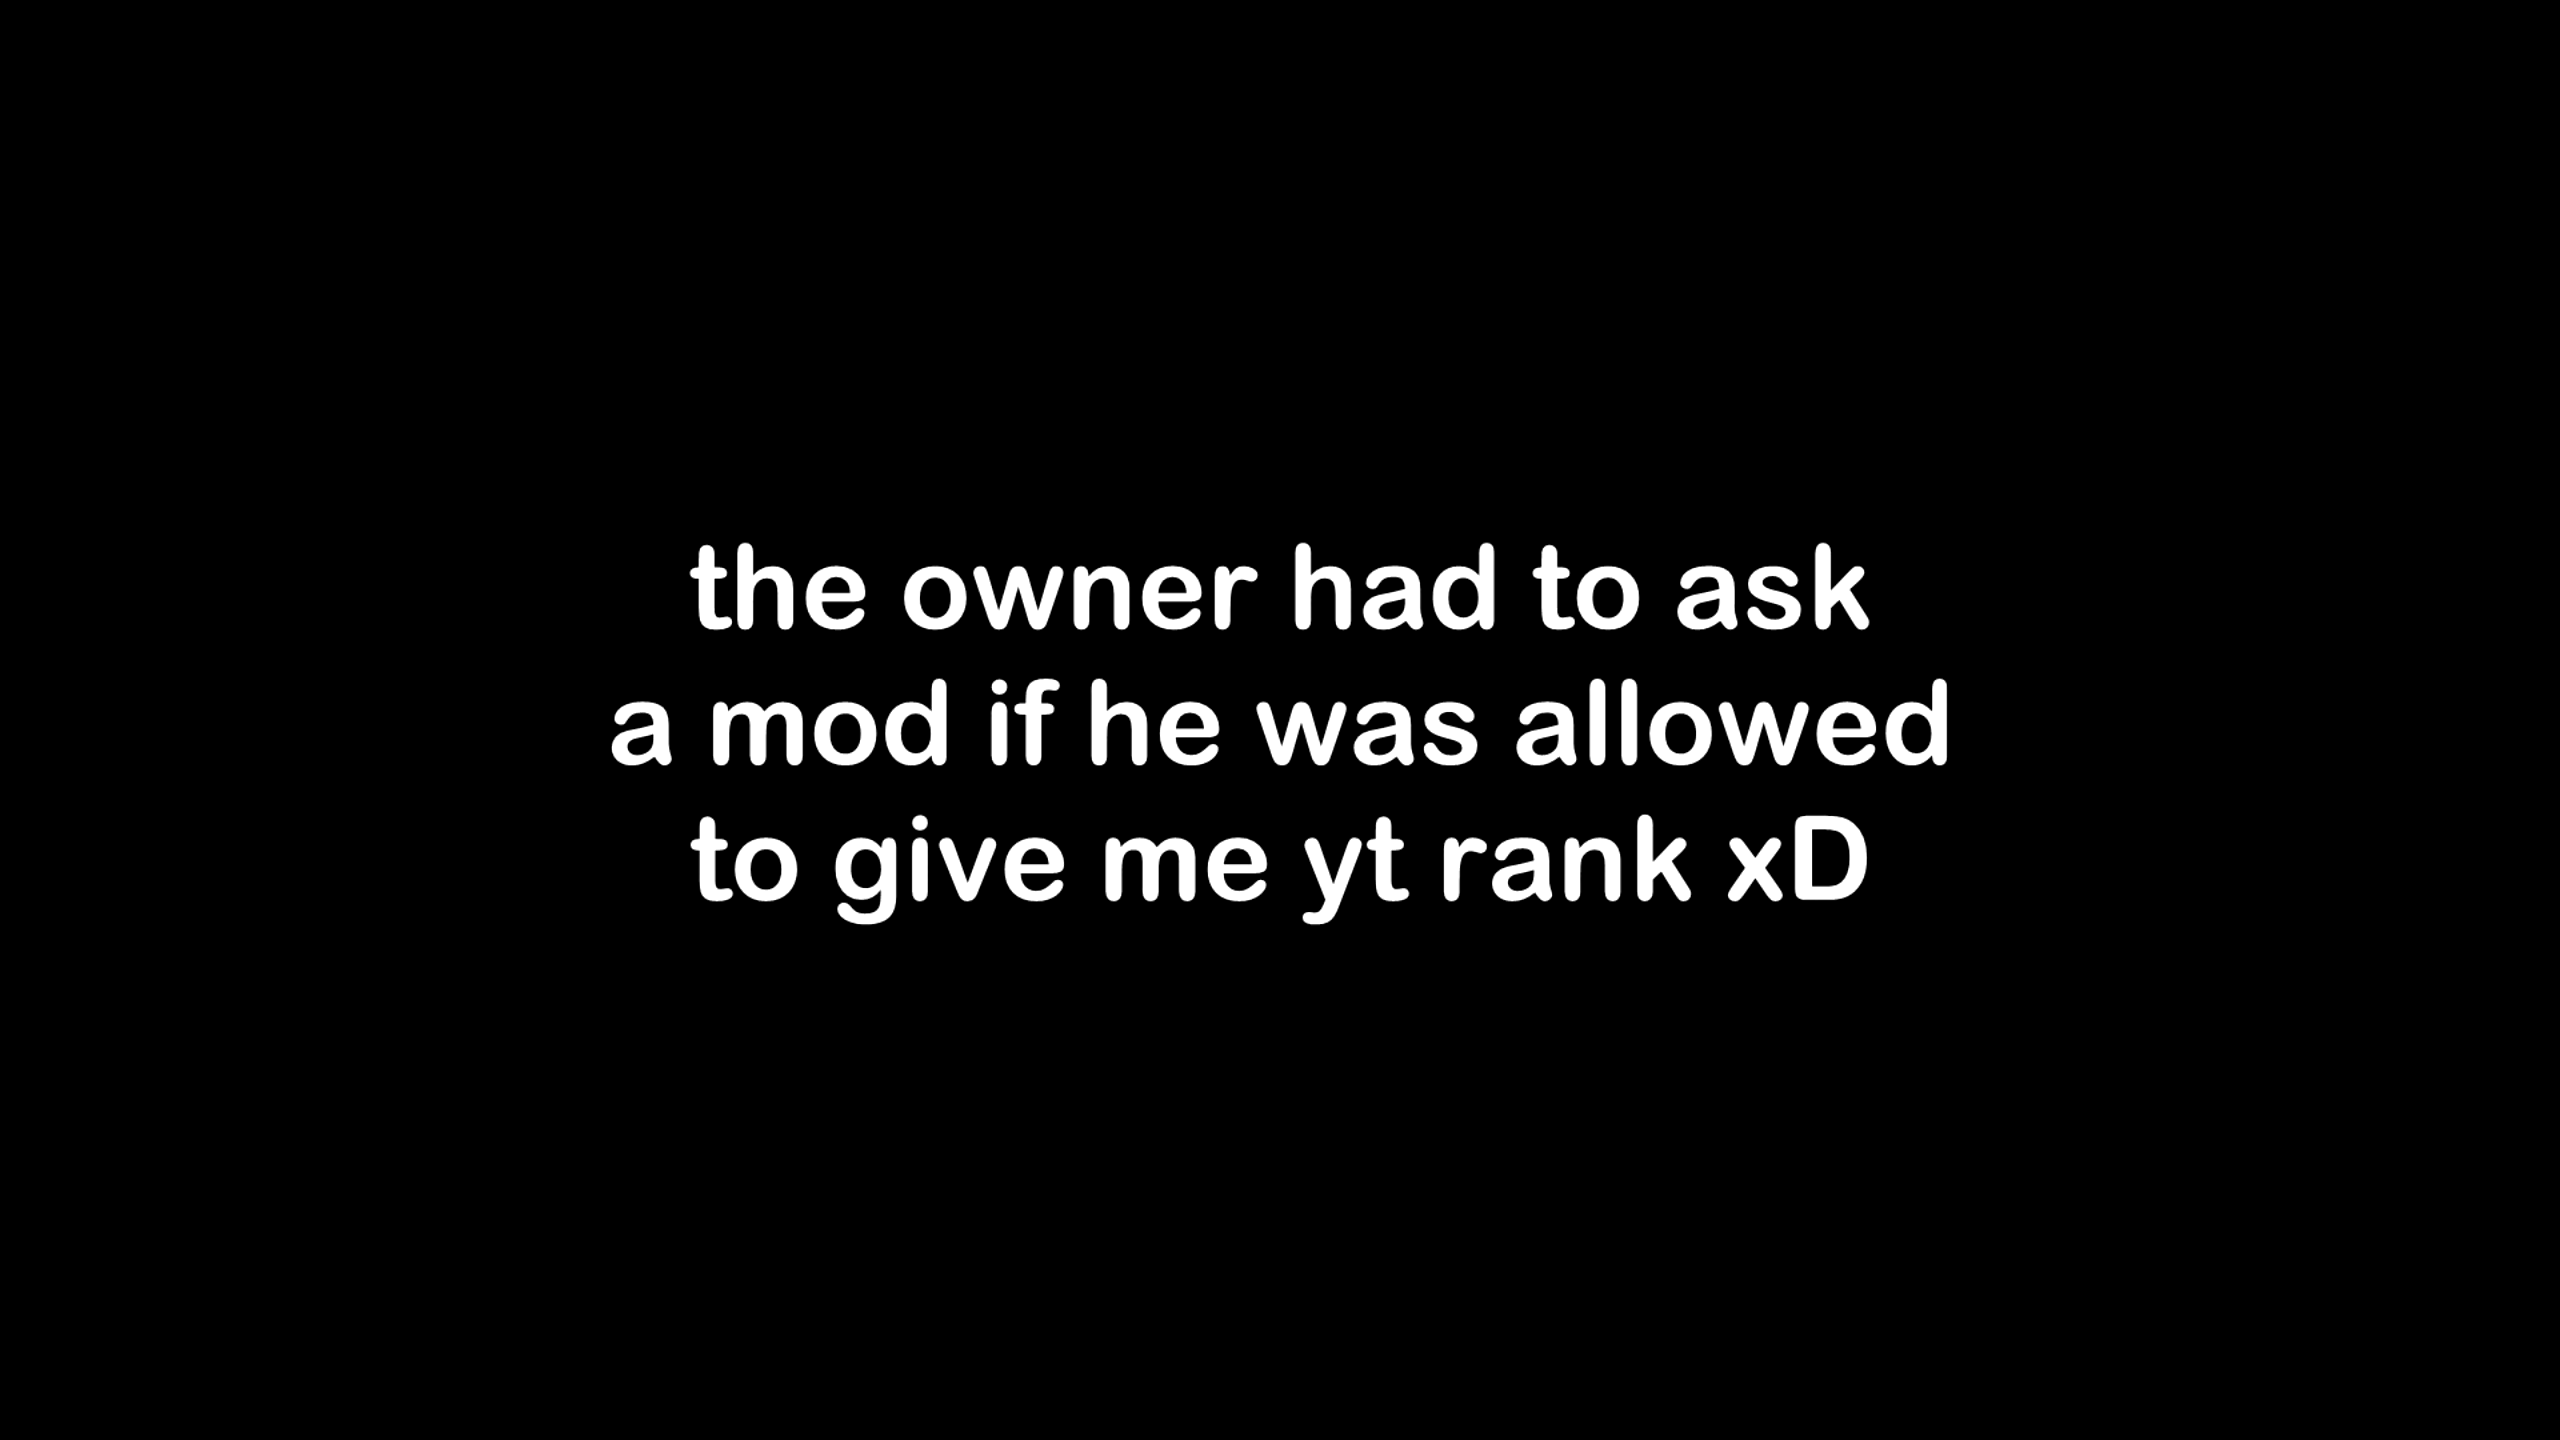 the owner had to ask
a mod if he was allowed
to give me yt rank xD